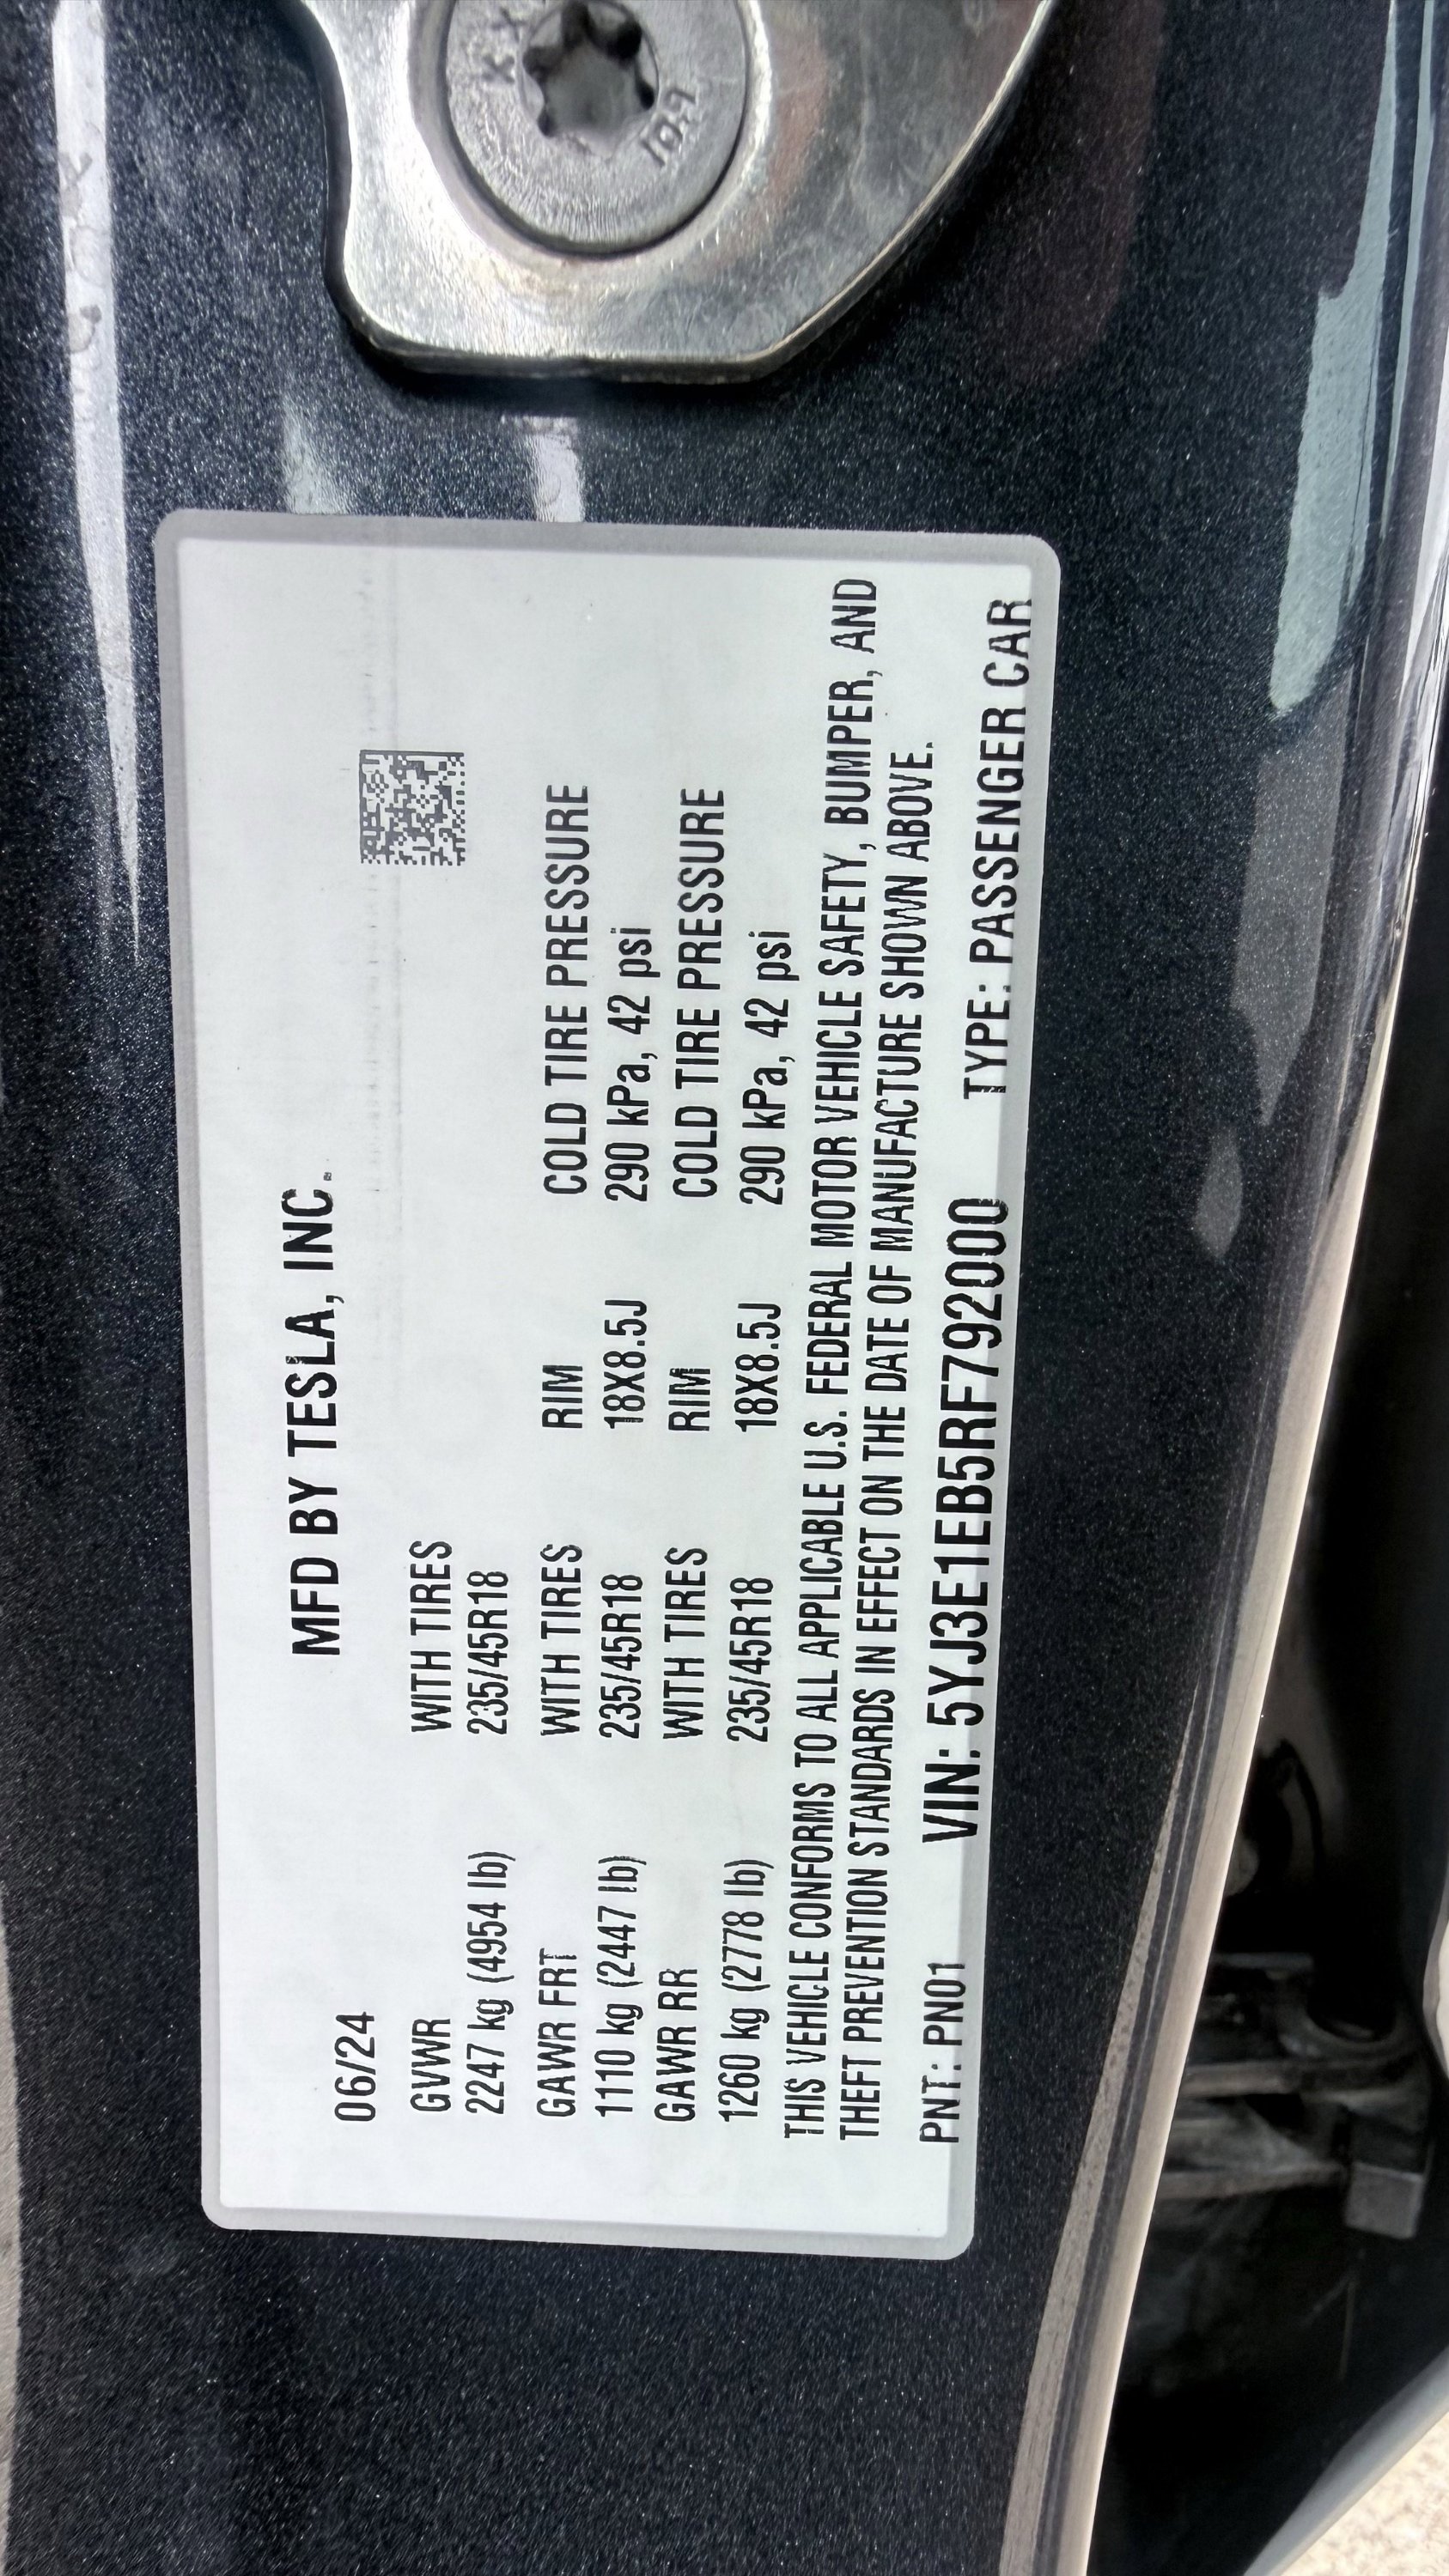 10.9
MFD BY TESLA, INC.
06/24
GVWR WITH TIRES
2247 kg (4954 lb) 235/45R18
GAWR FRT WITH TIRES RIM COLD TIRE PRESSURE
1110 kg (2447 lb) 235/45R18 18X8.5J 290 kPa, 42 psi
GAWR RR WITH TIRES RIM COLD TIRE PRESSURE
1260 kg (2778 lb) 235/45R18 18X8.5J 290 kPa, 42 psi
THIS VEHICLE CONFORMS TO ALL APPLICABLE U.S. FEDERAL MOTOR VEHICLE SAFETY, BUMPER, AND
THEFT PREVENTION STANDARDS IN EFFECT ON THE DATE OF MANUFACTURE SHOWN ABOVE.
PNT: PN01 VIN: 5YJ3E1EB5RF792000 TYPE: PASSENGER CAR